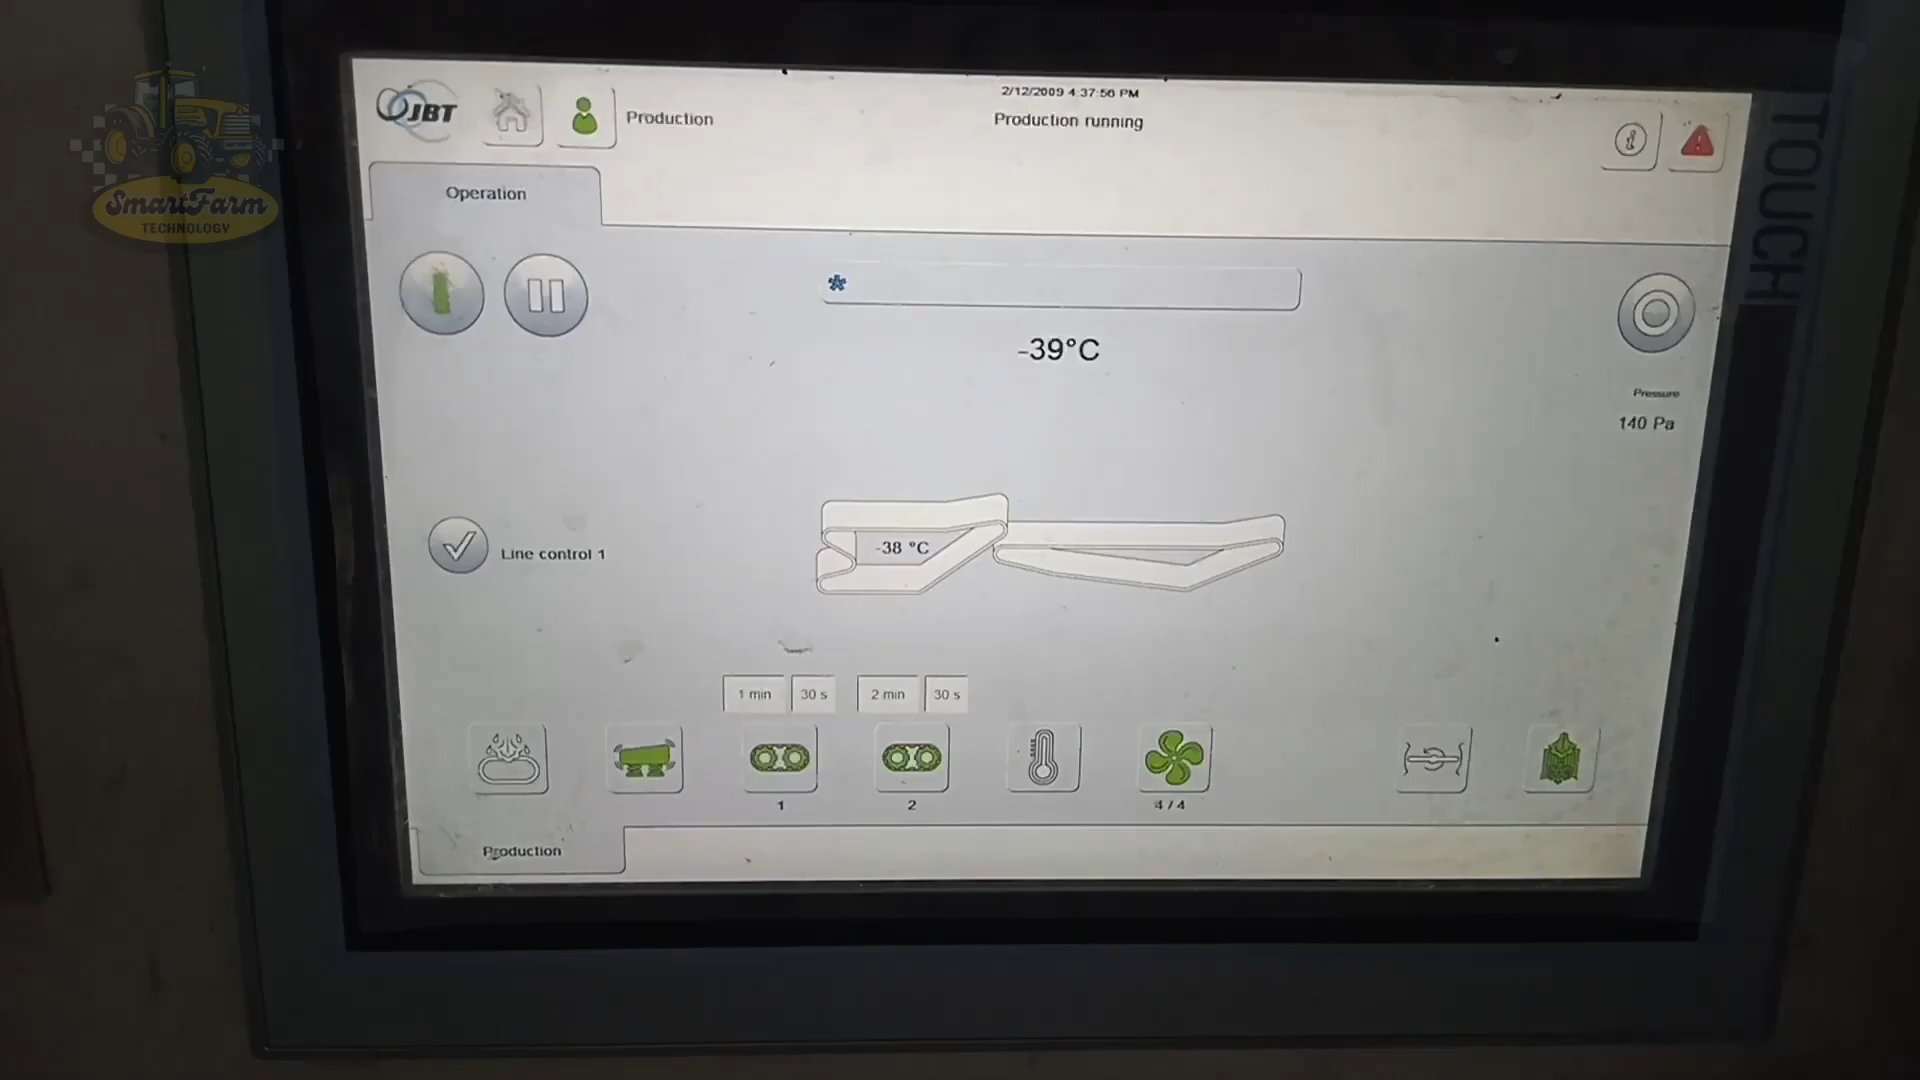 JBT
Production
2/12/2009 4:37:56 PM
Production running
TOUCH
SmartFarm
TECHNOLOGY
Operation
-39°C
Pressure
140 Pa
-38 °C
Line control 1
1 min
30 s
2 min
30 s
1
2
4 / 4
Production